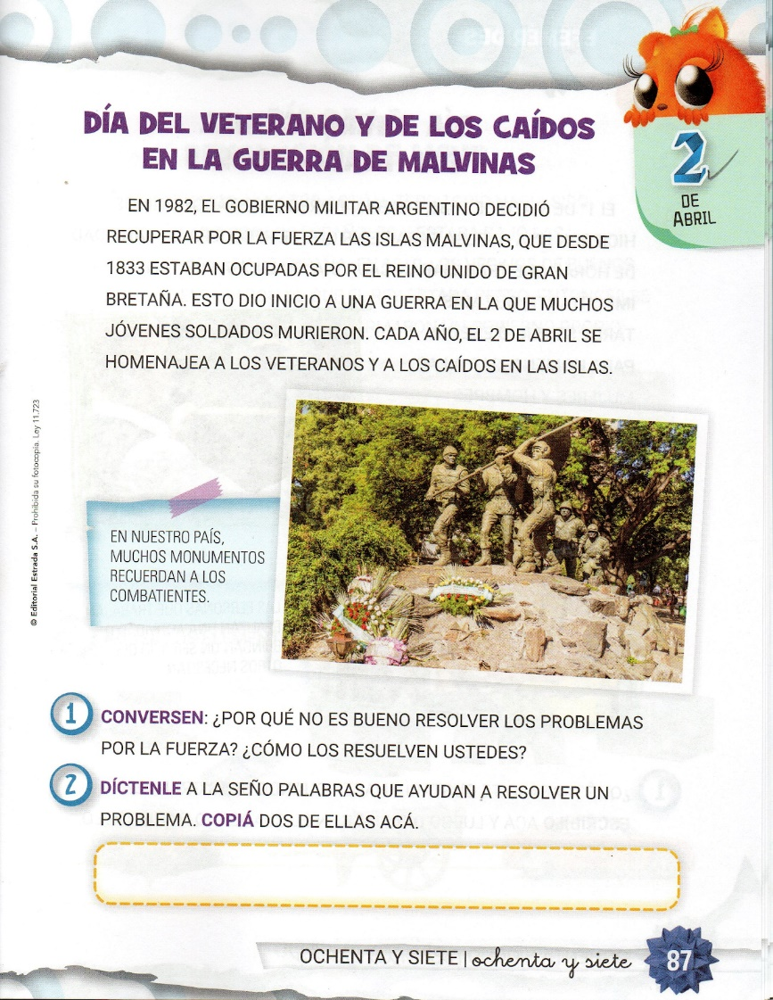 DÍA DEL VETERANO Y DE LOS CAÍDOS
EN LA GUERRA DE MALVINAS
2
DE
ABRIL
EN 1982, EL GOBIERNO MILITAR ARGENTINO DECIDIÓ
RECUPERAR POR LA FUERZA LAS ISLAS MALVINAS, QUE DESDE
1833 ESTABAN OCUPADAS POR EL REINO UNIDO DE GRAN
BRETAÑA. ESTO DIO INICIO A UNA GUERRA EN LA QUE MUCHOS
JÓVENES SOLDADOS MURIERON. CADA AÑO, EL 2 DE ABRIL SE
HOMENAJEA A LOS VETERANOS Y A LOS CAÍDOS EN LAS ISLAS.
© Editorial Estrada S.A. – Prohibida su fotocopia. Ley 11.723
EN NUESTRO PAÍS,
MUCHOS MONUMENTOS
RECUERDAN A LOS
COMBATIENTES.
1 CONVERSEN: ¿POR QUÉ NO ES BUENO RESOLVER LOS PROBLEMAS
POR LA FUERZA? ¿CÓMO LOS RESUELVEN USTEDES?
2 DÍCTENLE A LA SEÑO PALABRAS QUE AYUDAN A RESOLVER UN
PROBLEMA. COPIÁ DOS DE ELLAS ACÁ.
OCHENTA Y SIETE | ochenta y siete 87